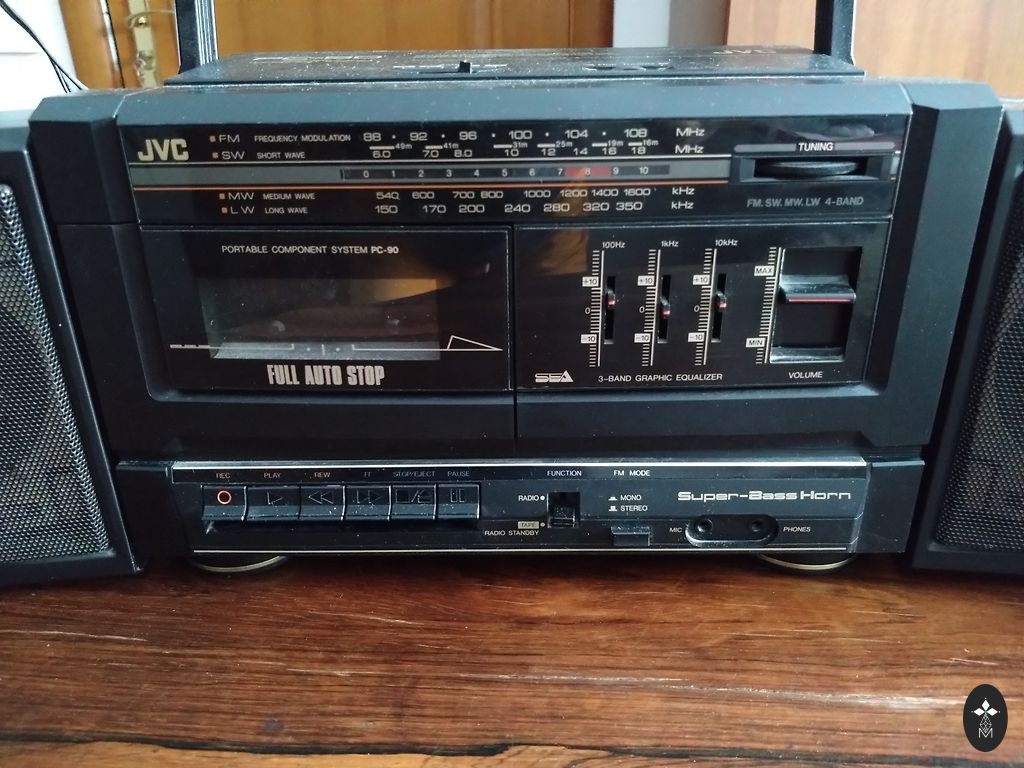 JVC
JVC
FM FREQUENCY MODULATION 88 · 92 · 96 · 100 · 104 · 108 MHz
49m 41m 31m 25m 19m 16m
SW SHORT WAVE 6.0 7.0 8.0 10 12 14 16 18 MHz
0 1 2 3 4 5 6 7 8 9 10
MW MEDIUM WAVE 540 600 700 800 1000 1200 1400 1600 kHz
LW LONG WAVE 150 170 200 240 280 320 350 kHz
TUNING
FM. SW. MW. LW 4-BAND
PORTABLE COMPONENT SYSTEM PC-90
FULL AUTO STOP
100Hz 1kHz 10kHz
+10 +10 +10 MAX
0 0 0
-10 -10 -10 MIN
SEA 3-BAND GRAPHIC EQUALIZER VOLUME
REC PLAY REW FF STOP/EJECT PAUSE
FUNCTION
RADIO
TAPE
RADIO STANDBY
FM MODE
MONO
STEREO
Super-Bass Horn
MIC PHONES
M